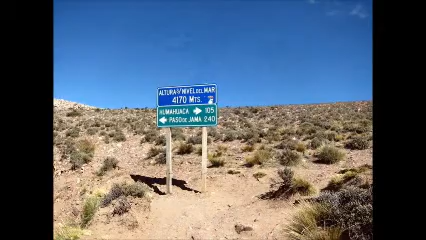 ALTURA S/ NIVEL DEL MAR
4170 MTS.
HUMAHUACA 105
PASO DE JAMA 240